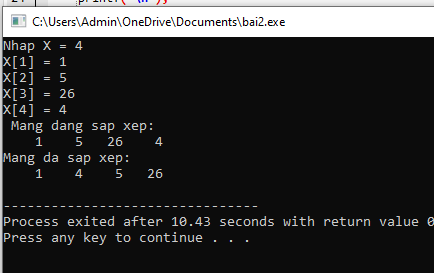 printf("\n");
C:\Users\Admin\OneDrive\Documents\bai2.exe
Nhap X = 4
X[1] = 1
X[2] = 5
X[3] = 26
X[4] = 4
 Mang dang sap xep:
    1    5   26    4
Mang da sap xep:
    1    4    5   26
--------------------------------
Process exited after 10.43 seconds with return value 0
Press any key to continue . . .